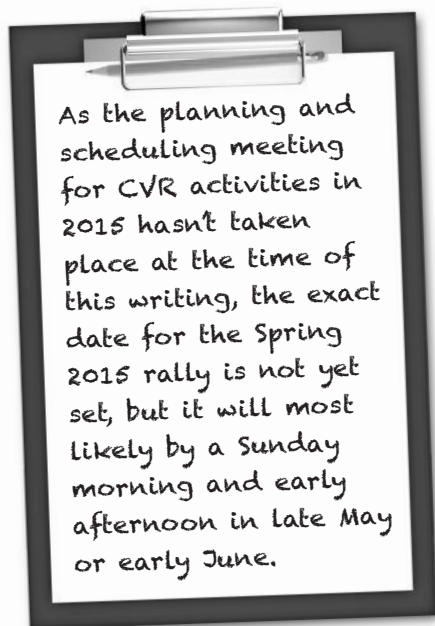 As the planning and
scheduling meeting
for CVR activities in
2015 hasn't taken
place at the time of
this writing, the exact
date for the Spring
2015 rally is not yet
set, but it will most
likely by a Sunday
morning and early
afternoon in late May
or early June.